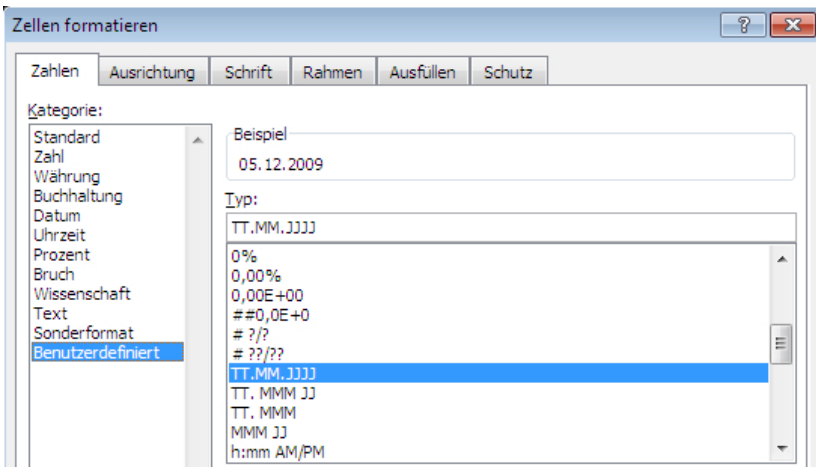 Zellen formatieren
Zahlen Ausrichtung Schrift Rahmen Ausfüllen Schutz
Kategorie:
Standard
Zahl
Währung
Buchhaltung
Datum
Uhrzeit
Prozent
Bruch
Wissenschaft
Text
Sonderformat
Benutzerdefiniert
Beispiel
05.12.2009
Typ:
TT.MM.JJJJ
0%
0,00%
0,00E+00
##0,0E+0
# ?/?
# ??/??
TT.MM.JJJJ
TT. MMM JJ
TT. MMM
MMM JJ
h:mm AM/PM